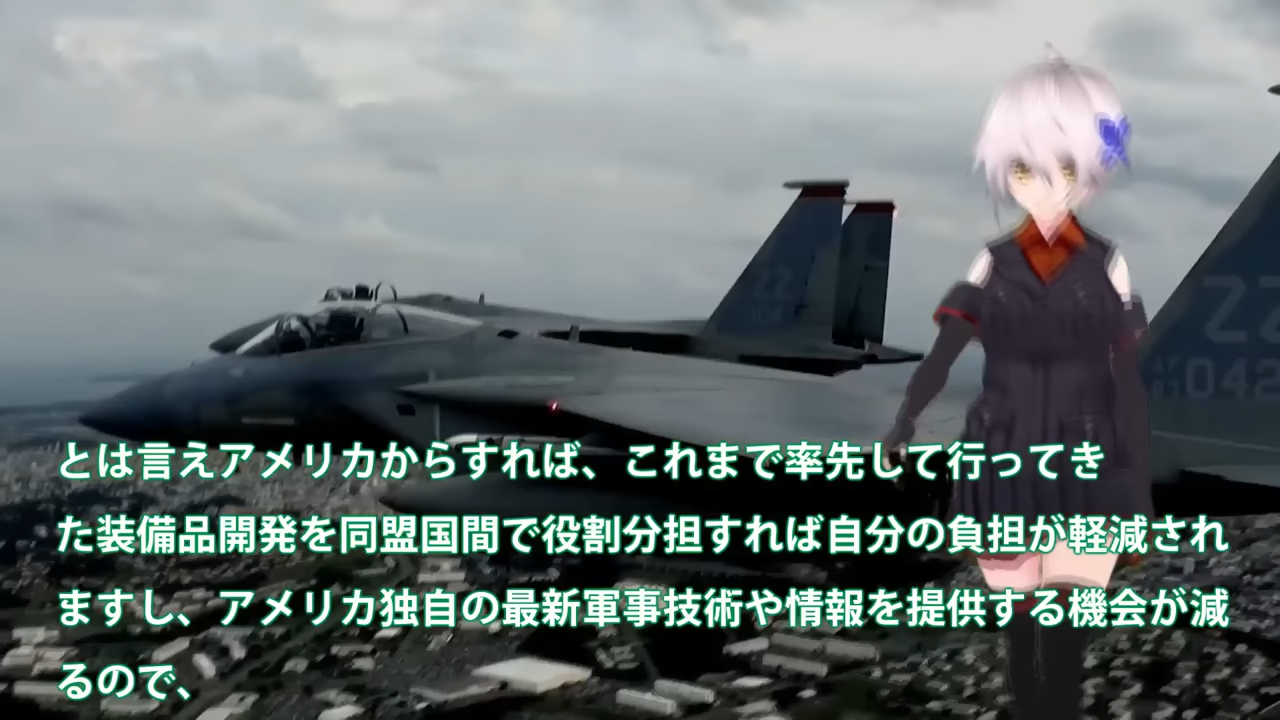 ZZ
ZZ
042
とは言えアメリカからすれば、これまで率先して行ってき
た装備品開発を同盟国間で役割分担すれば自分の負担が軽減され
ますし、アメリカ独自の最新軍事技術や情報を提供する機会が減
るので、